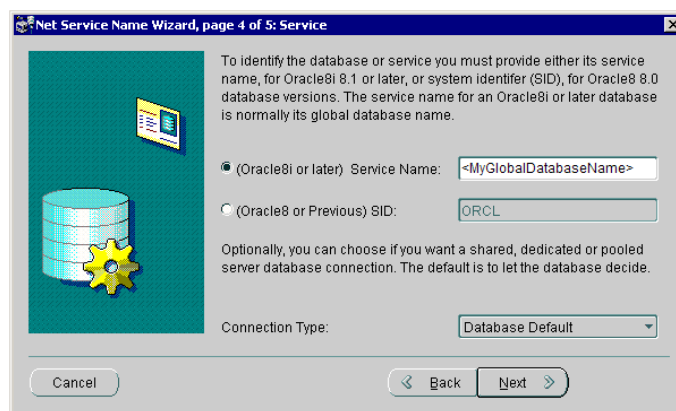 Net Service Name Wizard, page 4 of 5: Service
To identify the database or service you must provide either its service
name, for Oracle8i 8.1 or later, or system identifer (SID), for Oracle8 8.0
database versions. The service name for an Oracle8i or later database
is normally its global database name.
(Oracle8i or later) Service Name: <MyGlobalDatabaseName>
(Oracle8 or Previous) SID: ORCL
Optionally, you can choose if you want a shared, dedicated or pooled
server database connection. The default is to let the database decide.
Connection Type: Database Default
Cancel Back Next